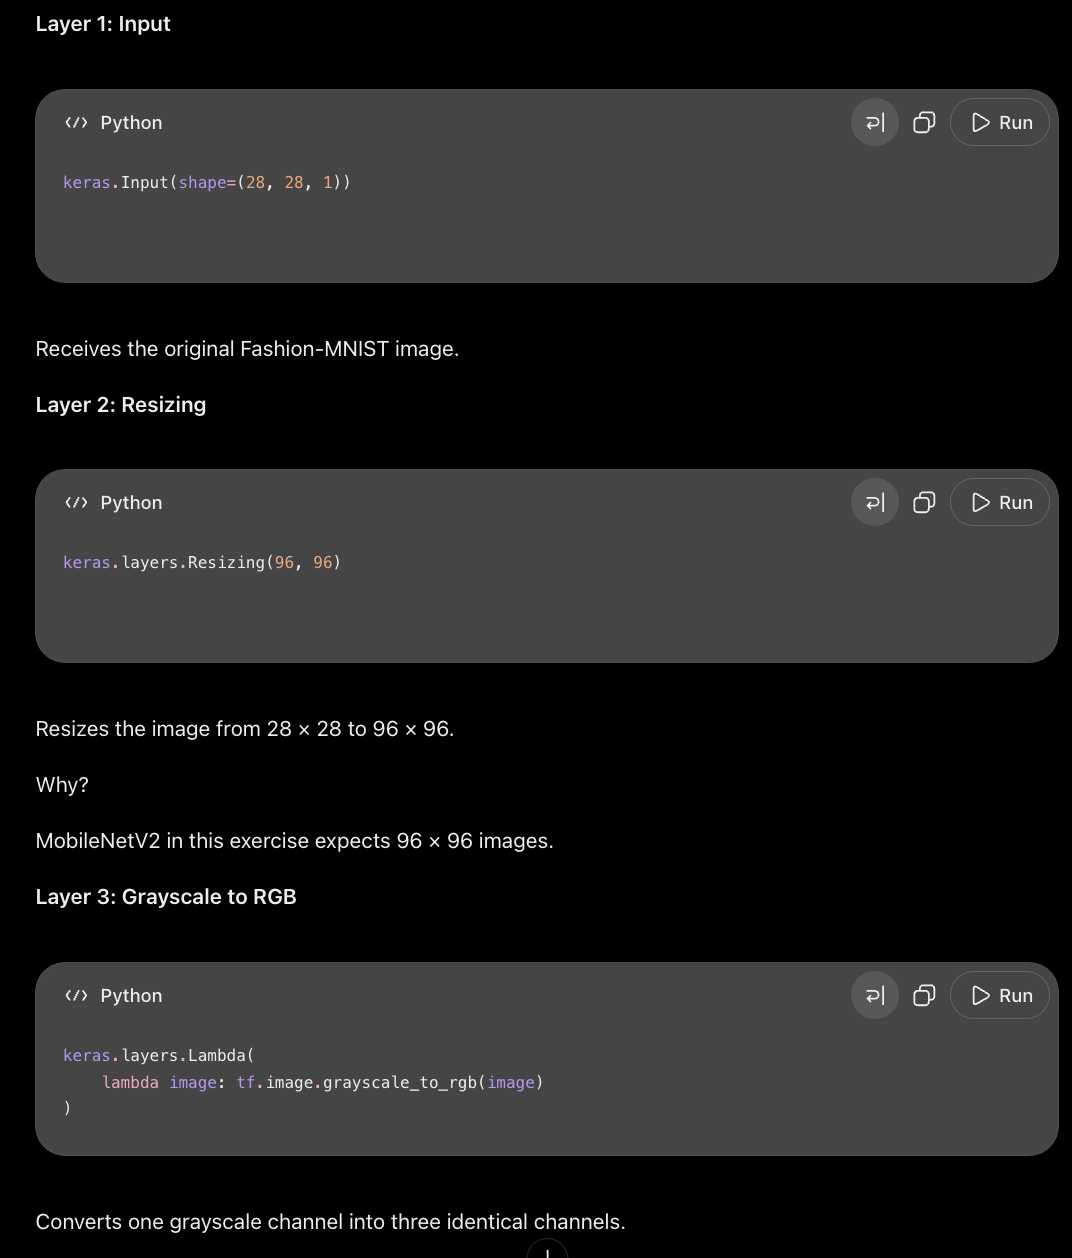 Layer 1: Input
Python
Run
keras.Input(shape=(28, 28, 1))
Receives the original Fashion-MNIST image.
Layer 2: Resizing
Python
Run
keras.layers.Resizing(96, 96)
Resizes the image from 28 × 28 to 96 × 96.
Why?
MobileNetV2 in this exercise expects 96 × 96 images.
Layer 3: Grayscale to RGB
Python
Run
keras.layers.Lambda(
    lambda image: tf.image.grayscale_to_rgb(image)
)
Converts one grayscale channel into three identical channels.